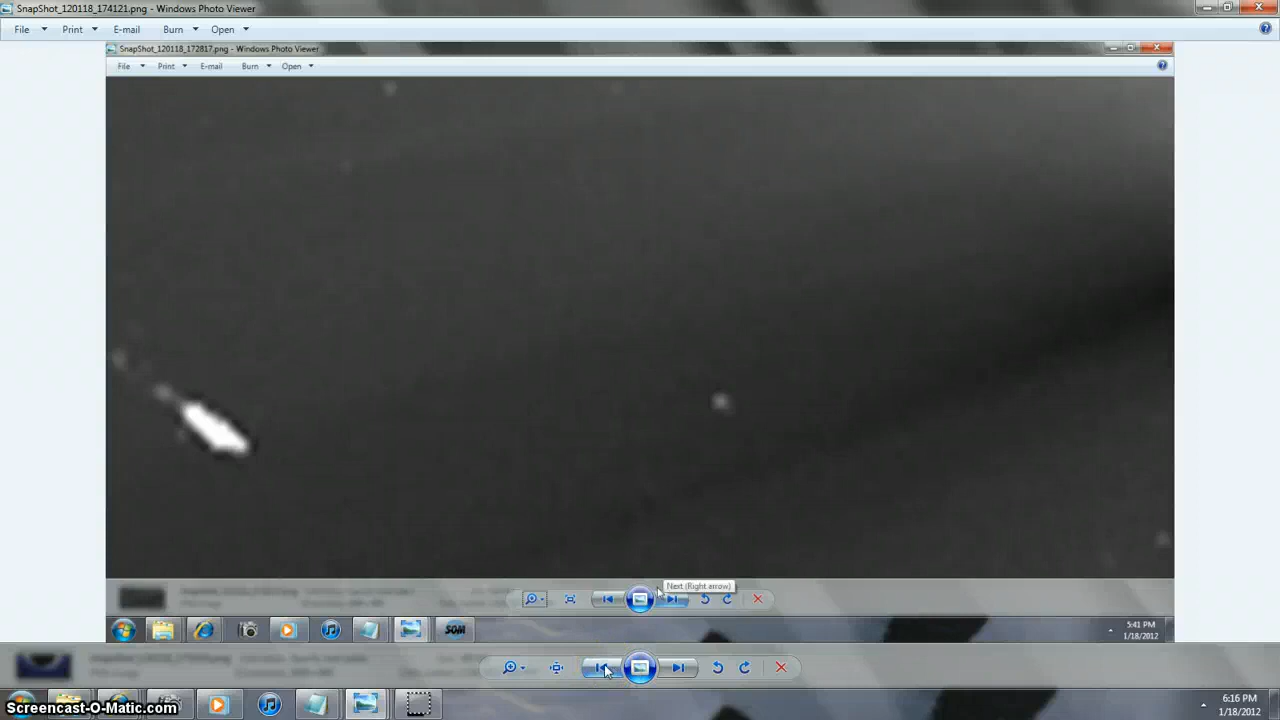 SnapShot_120118_174121.png - Windows Photo Viewer
File Print E-mail Burn Open
SnapShot_120118_172817.png - Windows Photo Viewer
File Print E-mail Burn Open
Next (Right arrow)
SOM
5:41 PM
1/18/2012
Screencast-O-Matic.com
6:16 PM
1/18/2012